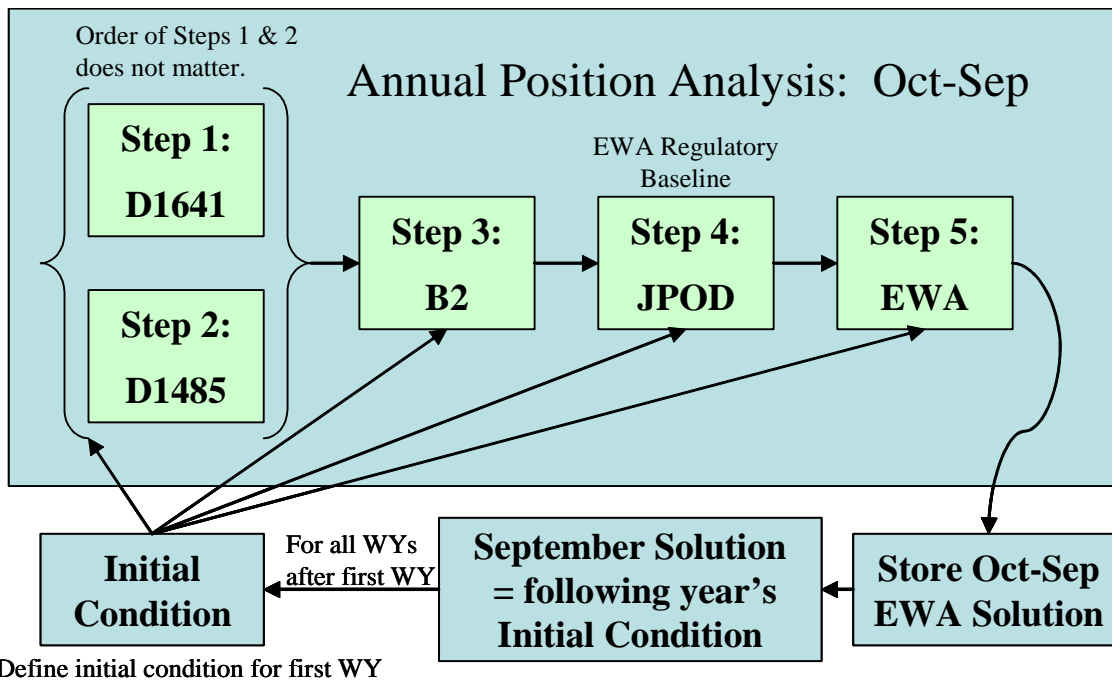 Order of Steps 1 & 2
does not matter.
Annual Position Analysis: Oct-Sep
Step 1:
D1641
Step 2:
D1485
Step 3:
B2
EWA Regulatory
Baseline
Step 4:
JPOD
Step 5:
EWA
Initial
Condition
For all WYs
after first WY
September Solution
= following year's
Initial Condition
Store Oct-Sep
EWA Solution
Define initial condition for first WY